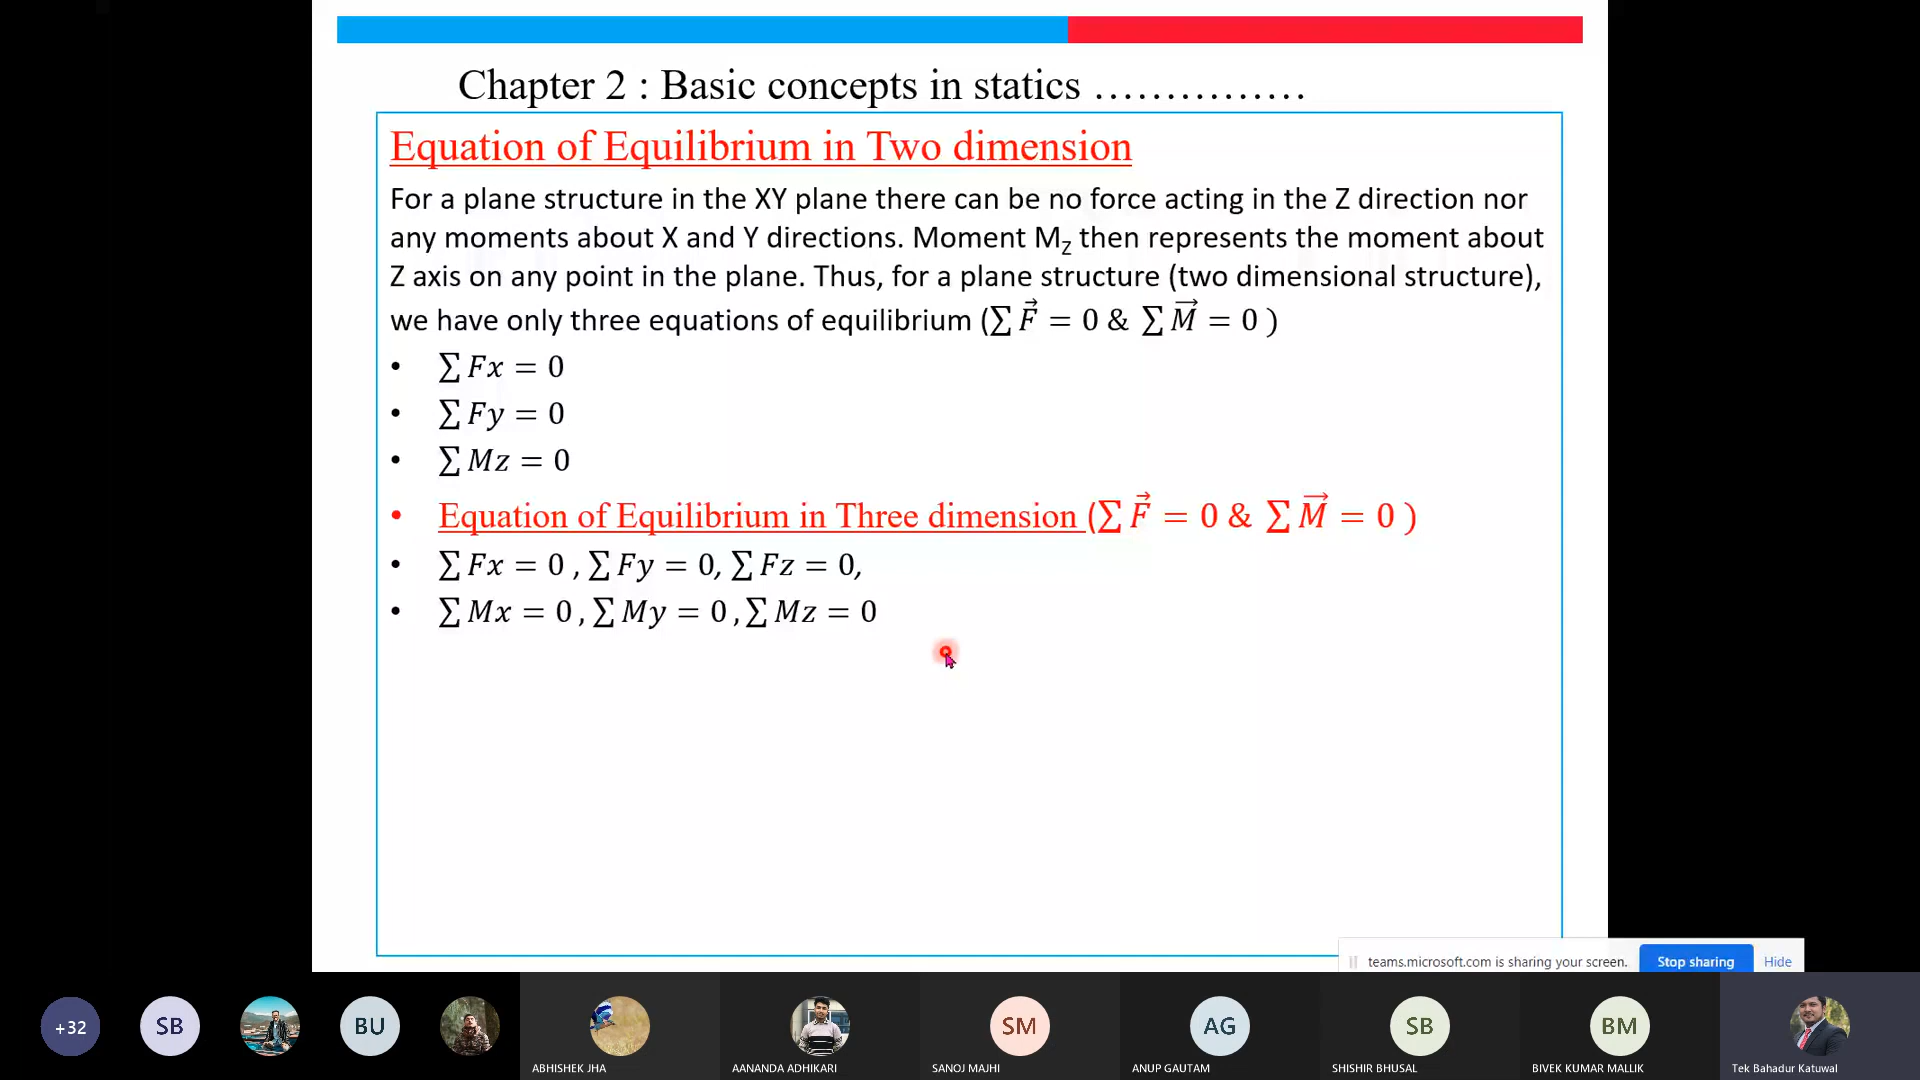 Chapter 2 : Basic concepts in statics ……………
Equation of Equilibrium in Two dimension
For a plane structure in the XY plane there can be no force acting in the Z direction nor
any moments about X and Y directions. Moment M_Z then represents the moment about
Z axis on any point in the plane. Thus, for a plane structure (two dimensional structure),
we have only three equations of equilibrium (∑ F⃗ = 0 & ∑ M⃗ = 0 )
• ∑ Fx = 0
• ∑ Fy = 0
• ∑ Mz = 0
• Equation of Equilibrium in Three dimension (∑ F⃗ = 0 & ∑ M⃗ = 0 )
• ∑ Fx = 0 , ∑ Fy = 0, ∑ Fz = 0,
• ∑ Mx = 0 , ∑ My = 0 , ∑ Mz = 0
teams.microsoft.com is sharing your screen. Stop sharing Hide
+32 SB BU SM AG SB BM
ABHISHEK JHA AANANDA ADHIKARI SANOJ MAJHI ANUP GAUTAM SHISHIR BHUSAL BIVEK KUMAR MALLIK Tek Bahadur Katuwal